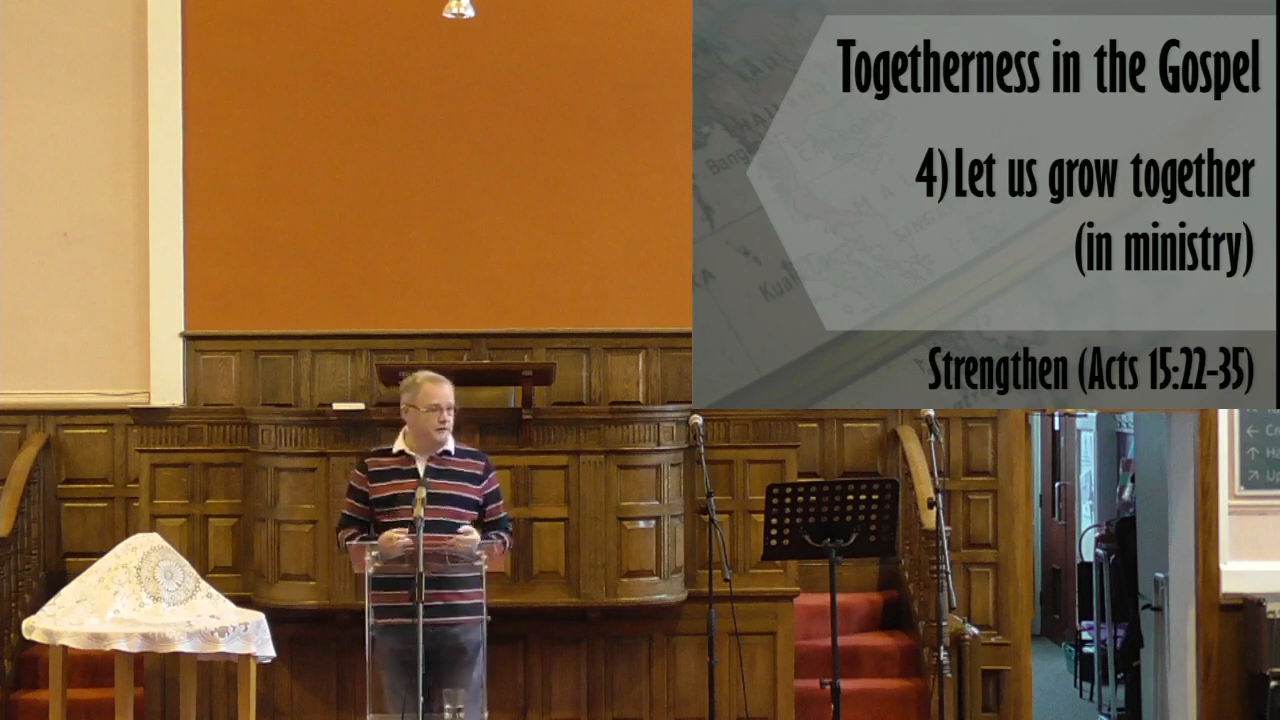 Togetherness in the Gospel
4) Let us grow together
(in ministry)
Strengthen (Acts 15:22-35)